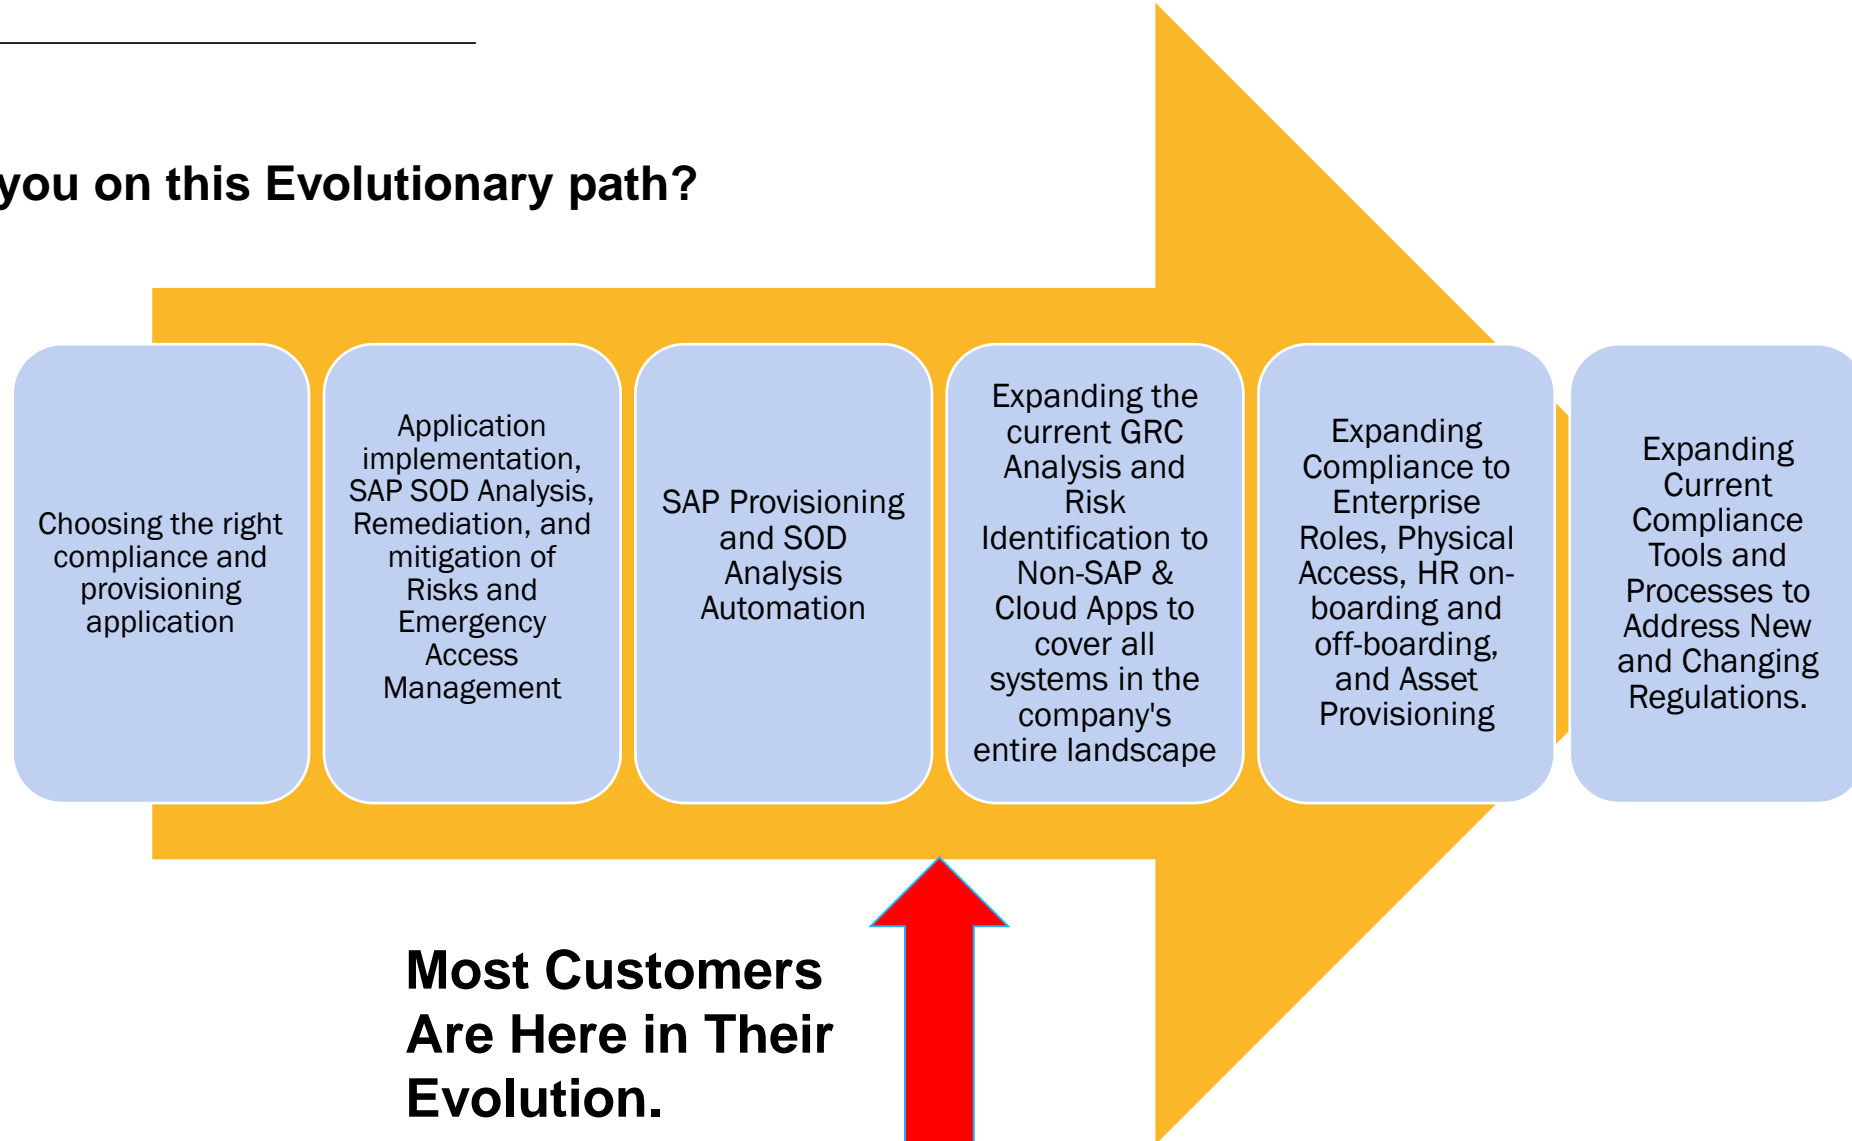 you on this Evolutionary path?
Choosing the right
compliance and
provisioning
application
Application
implementation,
SAP SOD Analysis,
Remediation, and
mitigation of
Risks and
Emergency
Access
Management
SAP Provisioning
and SOD
Analysis
Automation
Expanding the
current GRC
Analysis and
Risk
Identification to
Non-SAP &
Cloud Apps to
cover all
systems in the
company's
entire landscape
Expanding
Compliance to
Enterprise
Roles, Physical
Access, HR on-
boarding and
off-boarding,
and Asset
Provisioning
Expanding
Current
Compliance
Tools and
Processes to
Address New
and Changing
Regulations.
Most Customers
Are Here in Their
Evolution.